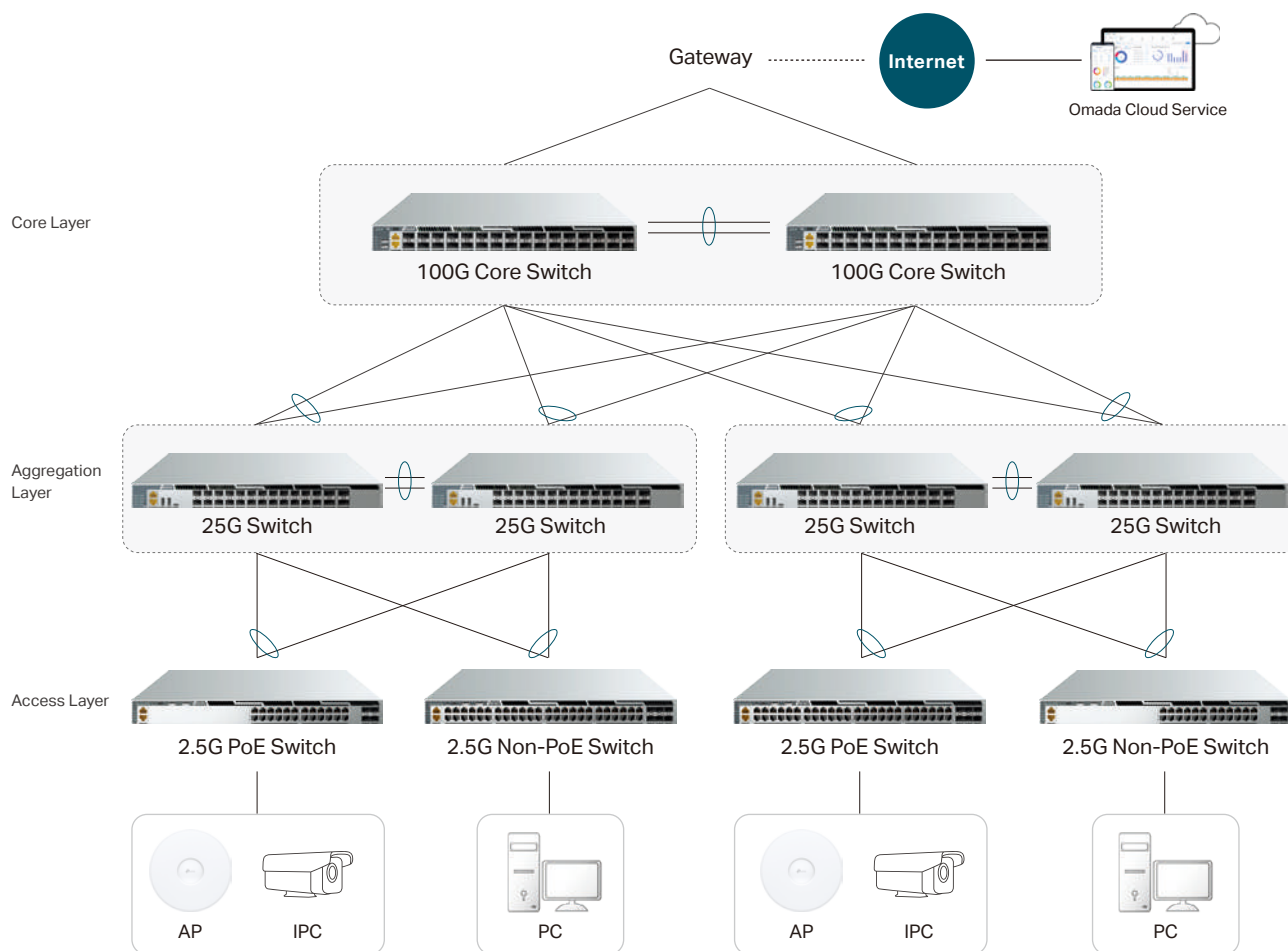 Gateway
Internet
Omada Cloud Service
Core Layer
100G Core Switch
100G Core Switch
Aggregation
Layer
25G Switch
25G Switch
25G Switch
25G Switch
Access Layer
2.5G PoE Switch
2.5G Non-PoE Switch
2.5G PoE Switch
2.5G Non-PoE Switch
AP
IPC
PC
AP
IPC
PC